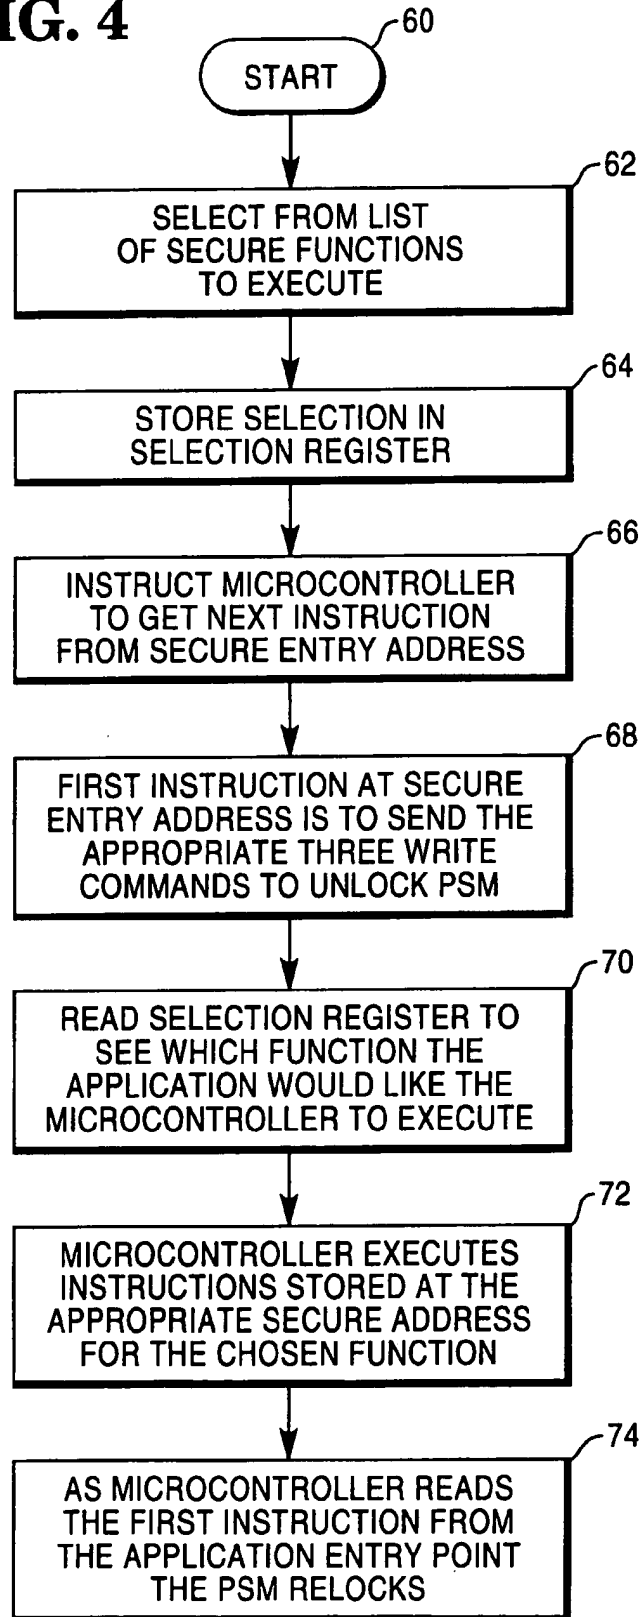 IG. 4
60
START
62
SELECT FROM LIST
OF SECURE FUNCTIONS
TO EXECUTE
64
STORE SELECTION IN
SELECTION REGISTER
66
INSTRUCT MICROCONTROLLER
TO GET NEXT INSTRUCTION
FROM SECURE ENTRY ADDRESS
68
FIRST INSTRUCTION AT SECURE
ENTRY ADDRESS IS TO SEND THE
APPROPRIATE THREE WRITE
COMMANDS TO UNLOCK PSM
70
READ SELECTION REGISTER TO
SEE WHICH FUNCTION THE
APPLICATION WOULD LIKE THE
MICROCONTROLLER TO EXECUTE
72
MICROCONTROLLER EXECUTES
INSTRUCTIONS STORED AT THE
APPROPRIATE SECURE ADDRESS
FOR THE CHOSEN FUNCTION
74
AS MICROCONTROLLER READS
THE FIRST INSTRUCTION FROM
THE APPLICATION ENTRY POINT
THE PSM RELOCKS